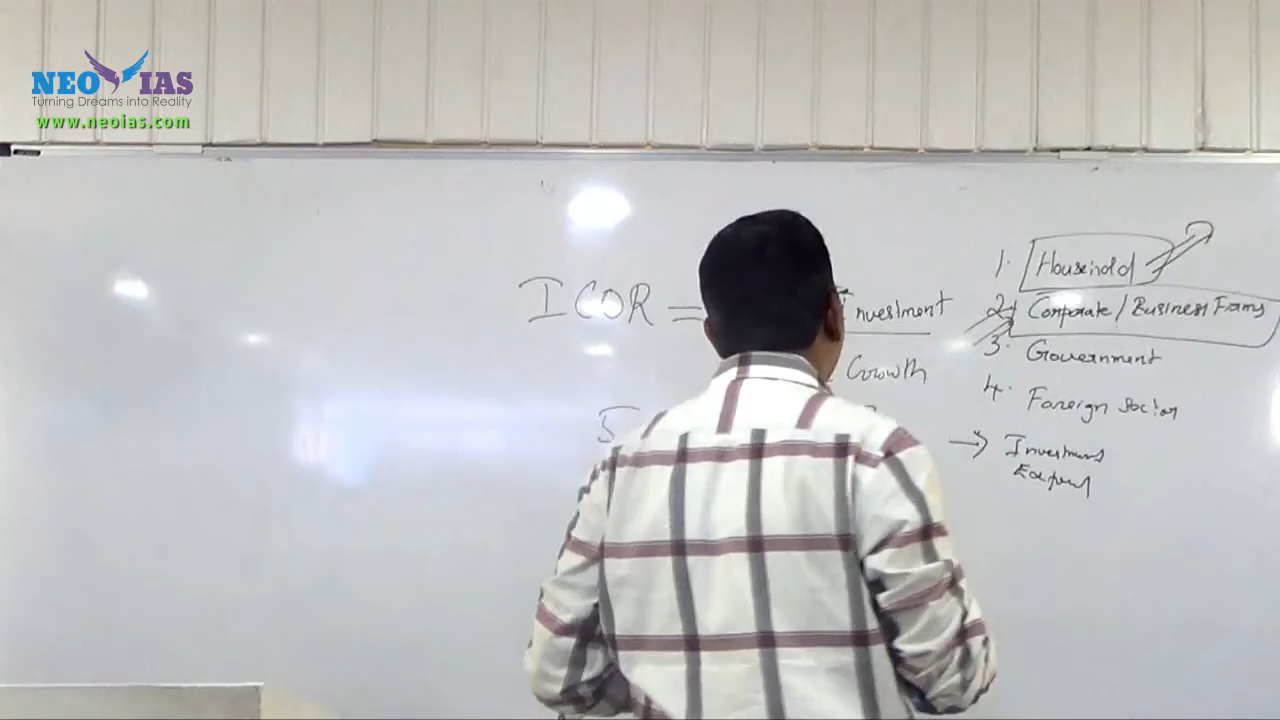 NEO IAS
Turning Dreams into Reality
www.neoias.com
ICOR =
Investment
Growth
5
1. Household
2. Corporate / Business Firms
3. Government
4. Foreign Sector
→ Investment